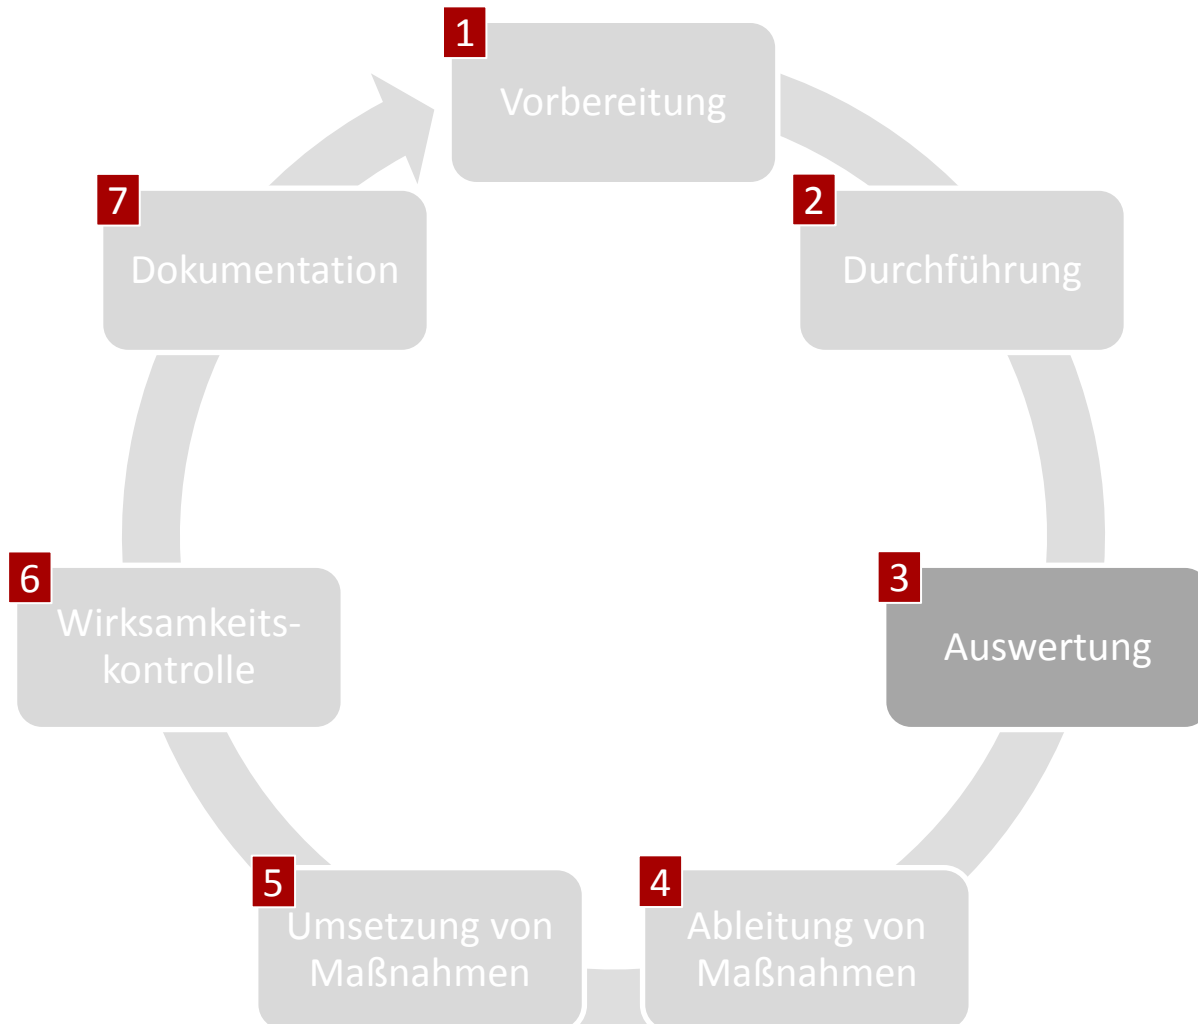 1
Vorbereitung
2
Durchführung
3
Auswertung
4
Ableitung von
Maßnahmen
5
Umsetzung von
Maßnahmen
6
Wirksamkeits-
kontrolle
7
Dokumentation